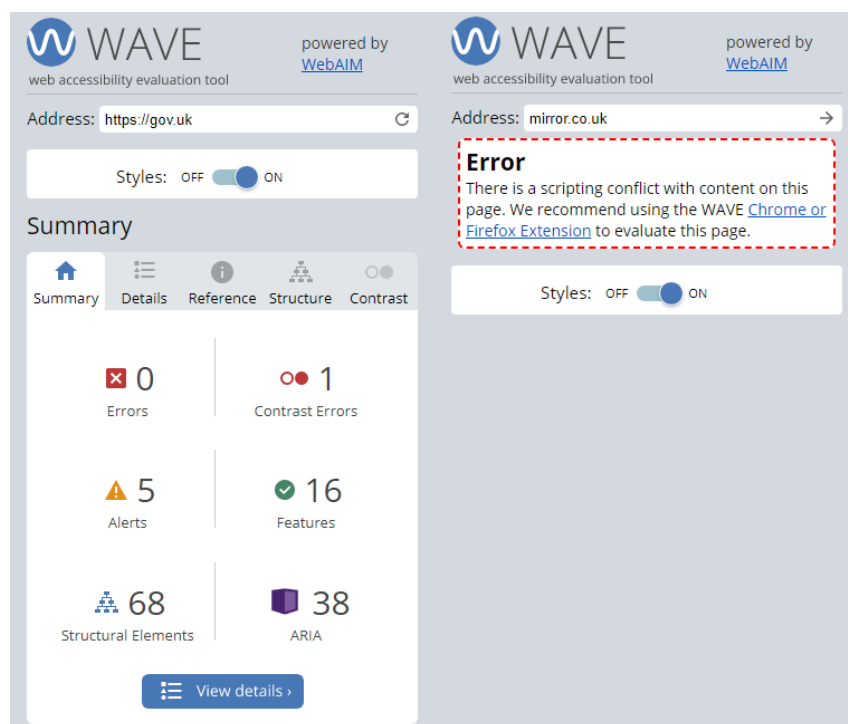 WAVE
web accessibility evaluation tool
powered by
WebAIM
Address: https://gov.uk
Styles: OFF ON
Summary
Summary Details Reference Structure Contrast
0
Errors
1
Contrast Errors
5
Alerts
16
Features
68
Structural Elements
38
ARIA
View details ›
WAVE
web accessibility evaluation tool
powered by
WebAIM
Address: mirror.co.uk
Error
There is a scripting conflict with content on this
page. We recommend using the WAVE Chrome or
Firefox Extension to evaluate this page.
Styles: OFF ON